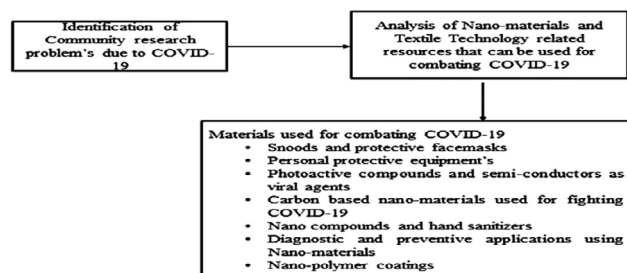 Identification of
Community research
problem's due to COVID-
19
Analysis of Nano-materials and
Textile Technology related
resources that can be used for
combating COVID-19
Materials used for combating COVID-19
• Snoods and protective facemasks
• Personal protective equipment's
• Photoactive compounds and semi-conductors as
viral agents
• Carbon based nano-materials used for fighting
COVID-19
• Nano compounds and hand sanitizers
• Diagnostic and preventive applications using
Nano-materials
• Nano-polymer coatings